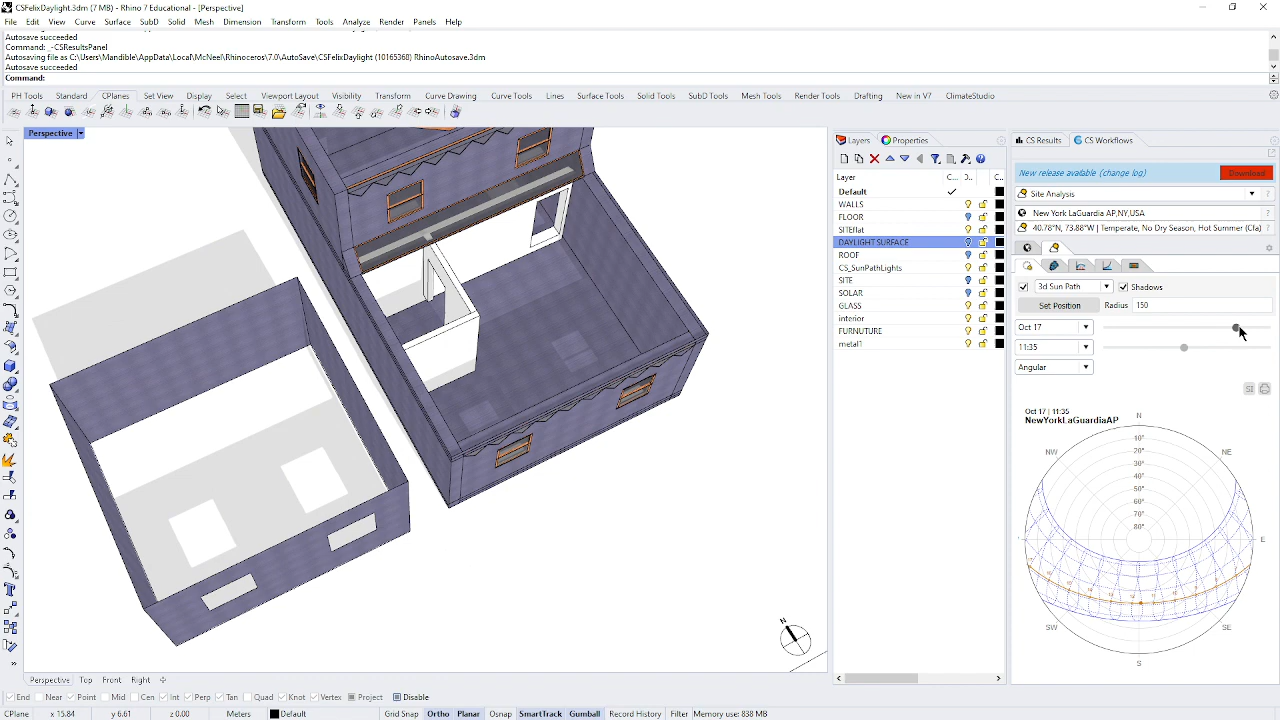 CSFelixDaylight.3dm (7 MB) - Rhino 7 Educational - [Perspective]
File Edit View Curve Surface SubD Solid Mesh Dimension Transform Tools Analyze Render Panels Help
Autosave succeeded
Command: _-CSResultsPanel
Autosaving file as C:\Users\Mandible\AppData\Local\McNeel\Rhinoceros\7.0\AutoSave\CSFelixDaylight (10165368) RhinoAutosave.3dm
Autosave succeeded
Command:
PH Tools Standard CPlanes Set View Display Select Viewport Layout Visibility Transform Curve Drawing Curve Tools Lines Surface Tools Solid Tools SubD Tools Mesh Tools Render Tools Drafting New in V7 ClimateStudio
Perspective
Layers Properties
Layer C... J... C..
Default
WALLS
FLOOR
SITEflat
DAYLIGHT SURFACE
ROOF
CS_SunPathLights
SITE
SOLAR
GLASS
interior
FURNUTURE
metal1
CS Results CS Workflows
New release available (change log) Download
Site Analysis ?
New York LaGuardia AP,NY,USA ?
40.78°N, 73.88°W | Temperate, No Dry Season, Hot Summer (Cfa) ?
3d Sun Path Shadows
Set Position Radius 150
Oct 17
11:35
Angular
Oct 17 | 11:35
NewYorkLaGuardiaAP
N
NW NE
10°
20°
30°
40°
50°
60°
70°
80°
E
SW SE
S
N
Perspective Top Front Right
End Near Point Mid Cen Int Perp Tan Quad Knot Vertex Project Disable
CPlane x 15.84 y 6.61 z 0.00 Meters Default Grid Snap Ortho Planar Osnap SmartTrack Gumball Record History Filter Memory use: 838 MB